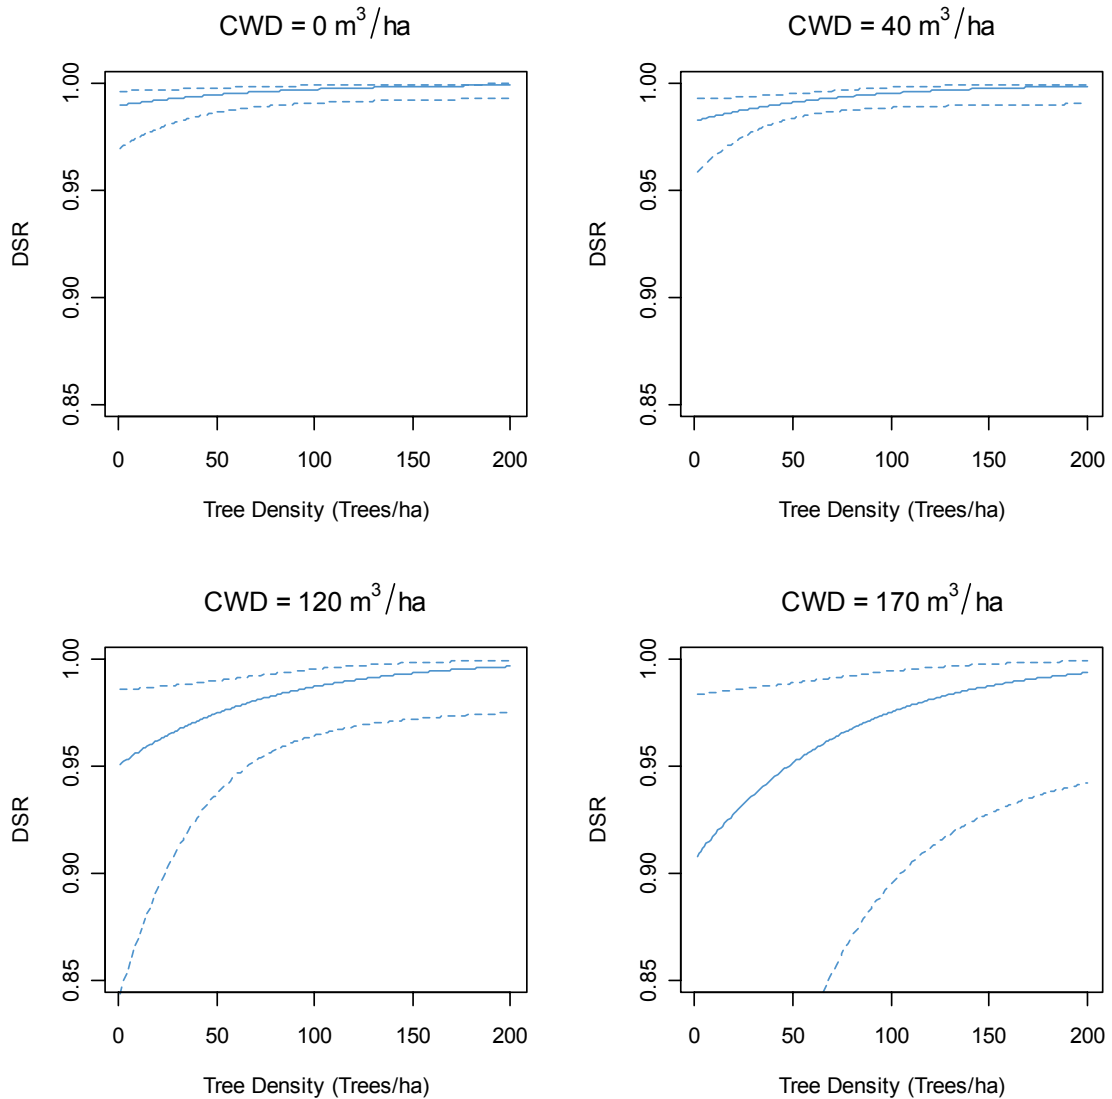 CWD = 0 m³/ha
DSR
1.00
0.95
0.90
0.85
0 50 100 150 200
Tree Density (Trees/ha)
CWD = 40 m³/ha
DSR
1.00
0.95
0.90
0.85
0 50 100 150 200
Tree Density (Trees/ha)
CWD = 120 m³/ha
DSR
1.00
0.95
0.90
0.85
0 50 100 150 200
Tree Density (Trees/ha)
CWD = 170 m³/ha
DSR
1.00
0.95
0.90
0.85
0 50 100 150 200
Tree Density (Trees/ha)